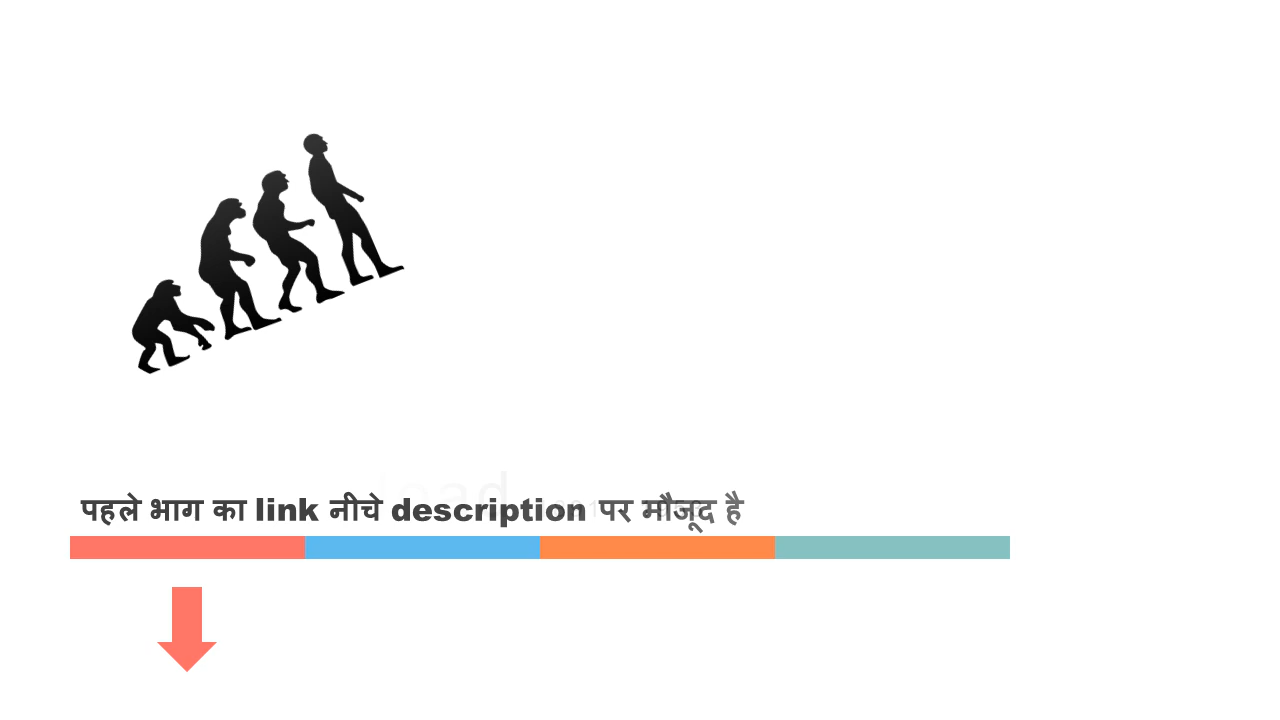 पहले भाग का link नीचे description पर मौजूद है